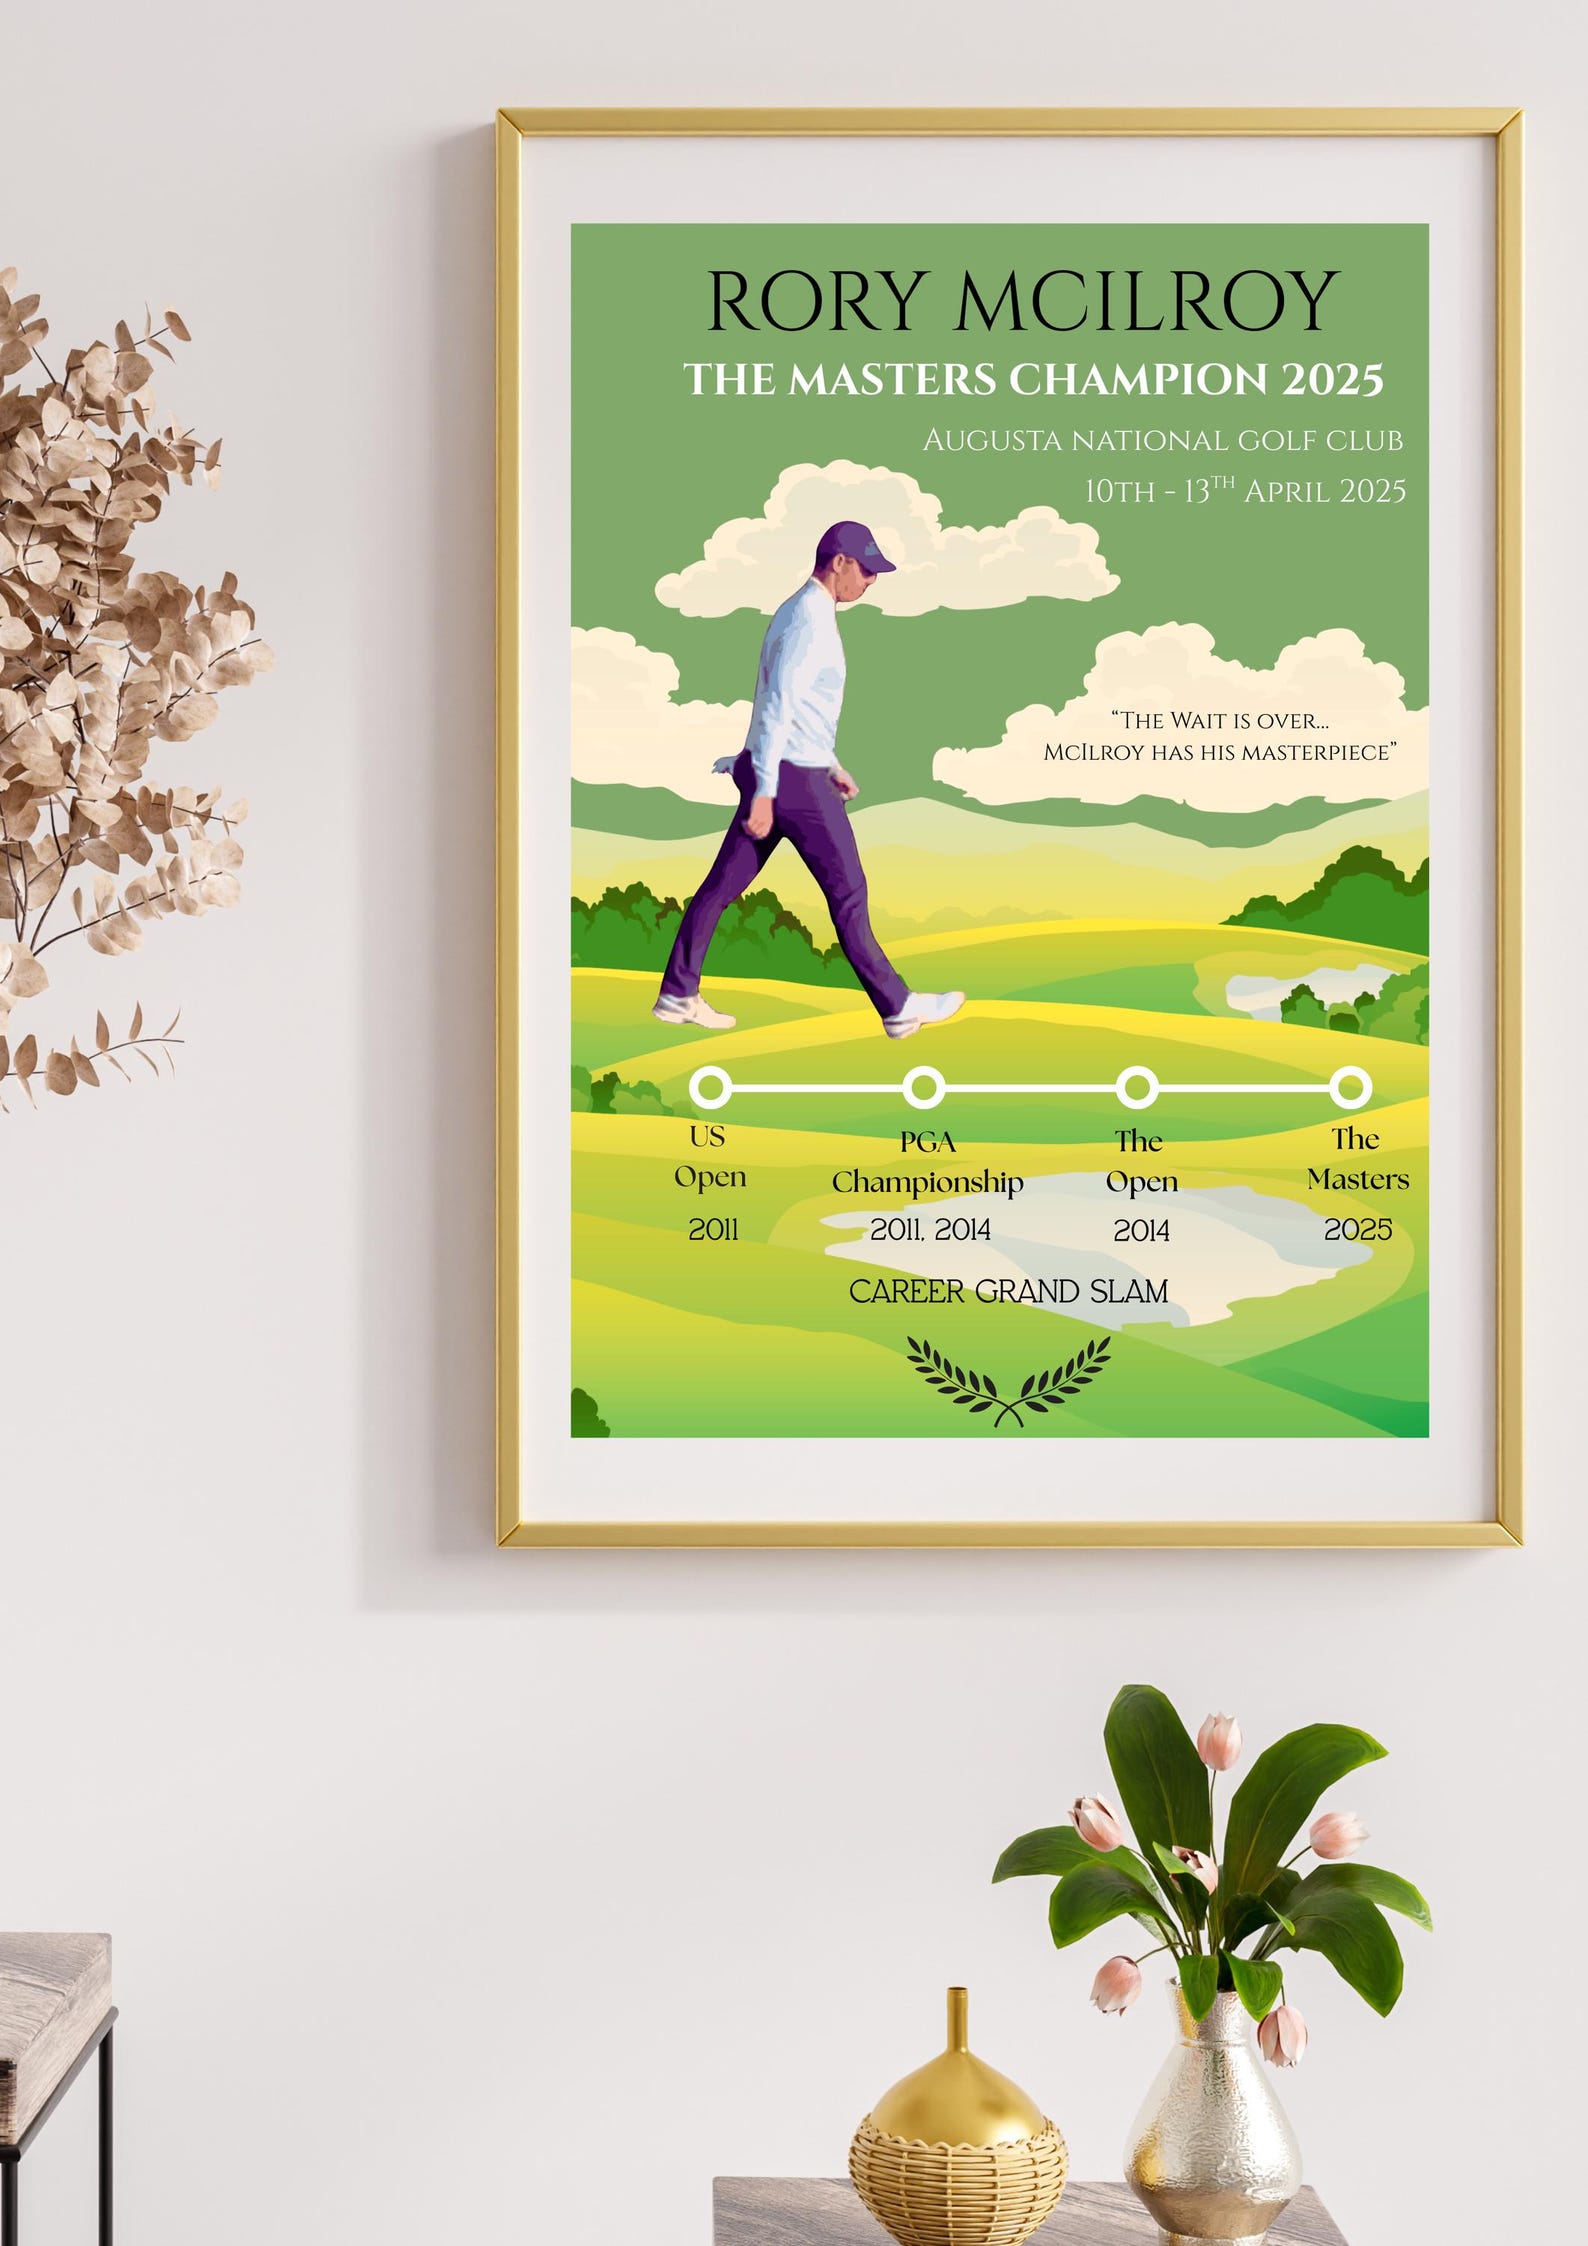 RORY MCILROY
THE MASTERS CHAMPION 2025
AUGUSTA NATIONAL GOLF CLUB
10TH - 13TH APRIL 2025
“THE WAIT IS OVER...
MCILROY HAS HIS MASTERPIECE”
US Open
2011
PGA Championship
2011, 2014
The Open
2014
The Masters
2025
CAREER GRAND SLAM